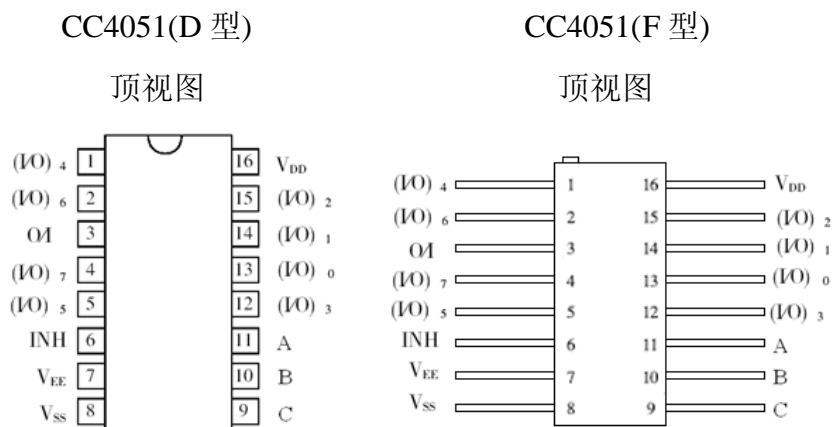 CC4051(D 型) CC4051(F 型)
顶视图 顶视图
(I/O) 4 1 16 VDD
(I/O) 6 2 15 (I/O) 2
O/I 3 14 (I/O) 1
(I/O) 7 4 13 (I/O) 0
(I/O) 5 5 12 (I/O) 3
INH 6 11 A
VEE 7 10 B
VSS 8 9 C
(I/O) 4 1 16 VDD
(I/O) 6 2 15 (I/O) 2
O/I 3 14 (I/O) 1
(I/O) 7 4 13 (I/O) 0
(I/O) 5 5 12 (I/O) 3
INH 6 11 A
VEE 7 10 B
VSS 8 9 C